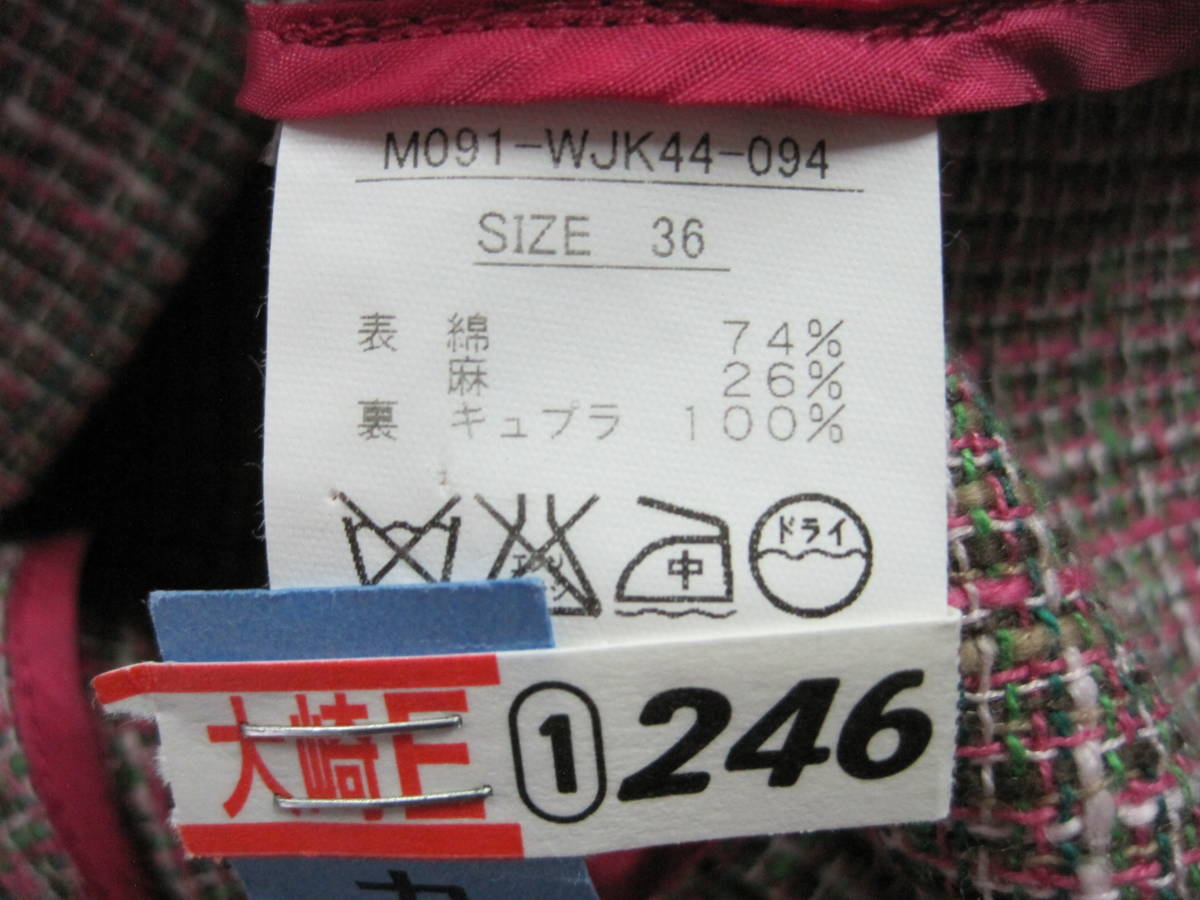 M091-WJK44-094
SIZE 36
表 綿 74%
麻 26%
裏 キュプラ 100%
中 ドライ
大崎E ① 246
カ